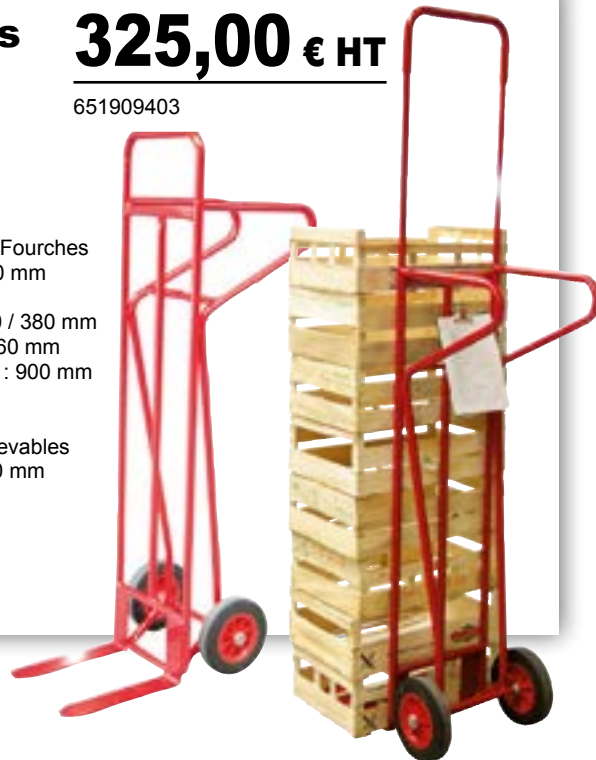 s
325,00 € HT
651909403
Fourches
0 mm
0 / 380 mm
60 mm
: 900 mm
evables
0 mm